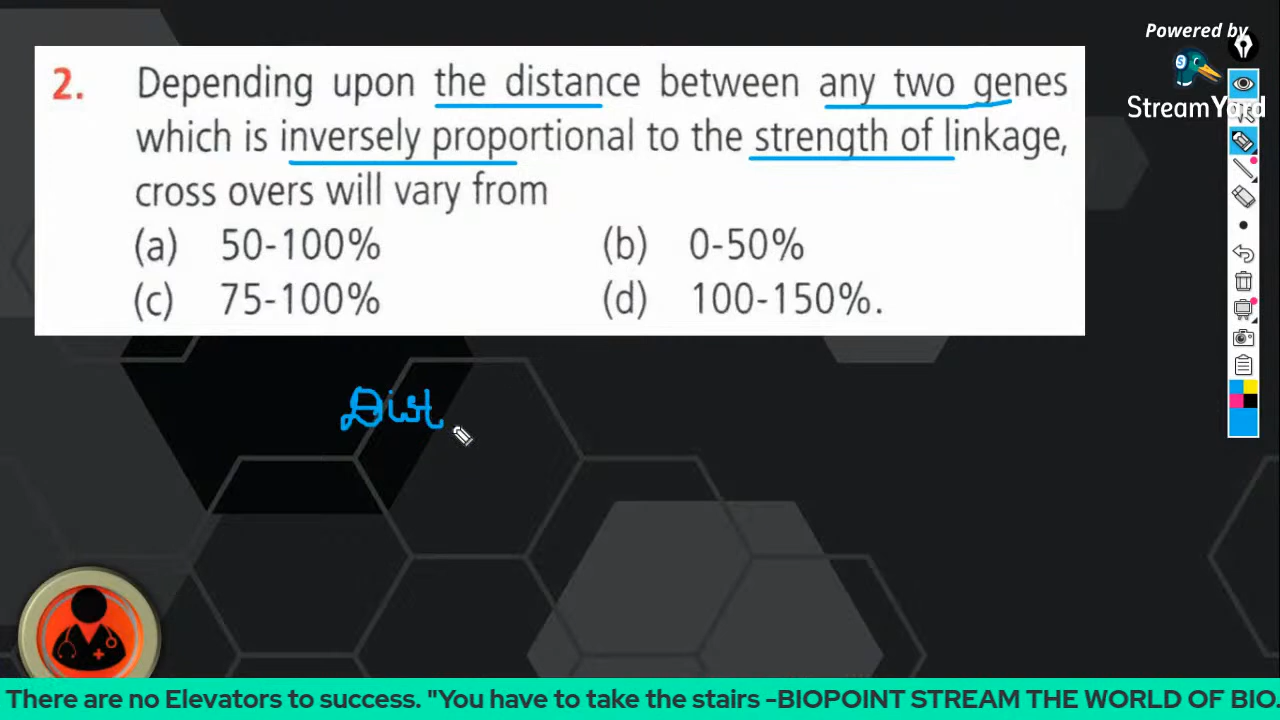 Powered by
StreamYard
2. Depending upon the distance between any two genes
which is inversely proportional to the strength of linkage,
cross overs will vary from
(a) 50-100% (b) 0-50%
(c) 75-100% (d) 100-150%.
Dist
There are no Elevators to success. "You have to take the stairs -BIOPOINT STREAM THE WORLD OF BIO.